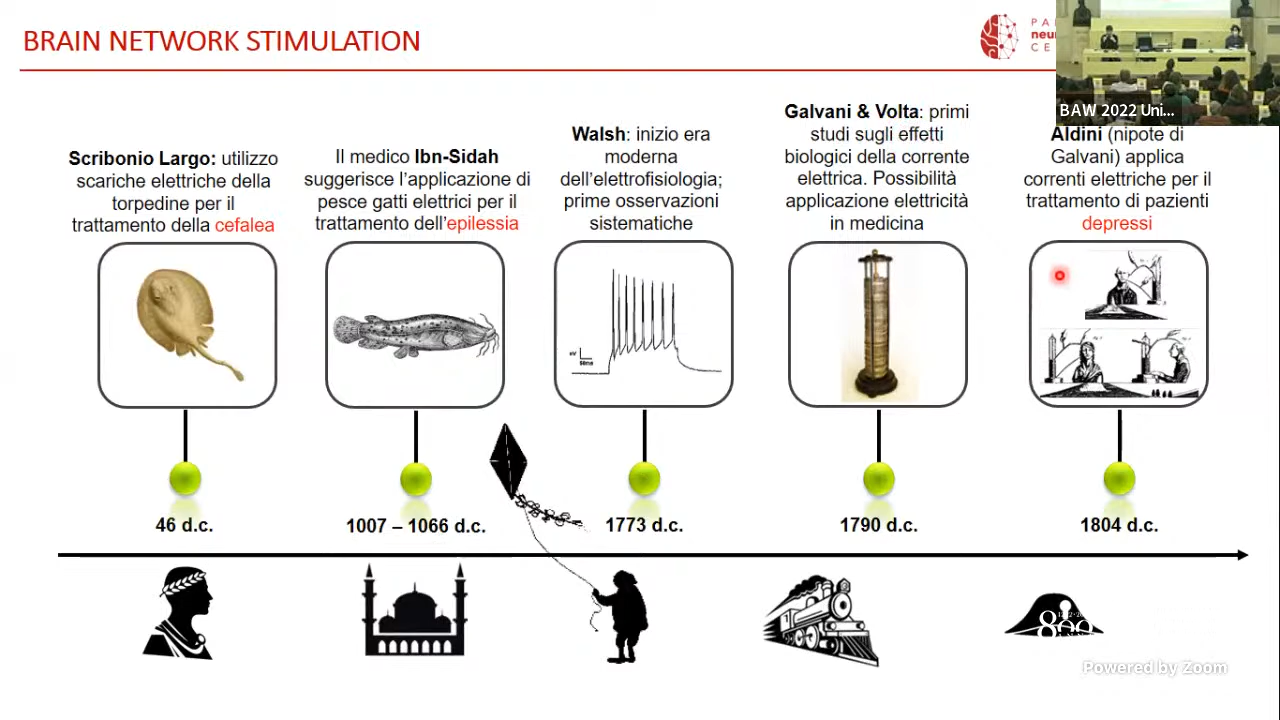 BRAIN NETWORK STIMULATION
PA
neu
CE
BAW 2022 Uni...
Scribonio Largo: utilizzo
scariche elettriche della
torpedine per il
trattamento della cefalea
Il medico Ibn-Sidah
suggerisce l'applicazione di
pesce gatti elettrici per il
trattamento dell'epilessia
Walsh: inizio era
moderna
dell'elettrofisiologia;
prime osservazioni
sistematiche
Galvani & Volta: primi
studi sugli effetti
biologici della corrente
elettrica. Possibilità
applicazione elettricità
in medicina
Aldini (nipote di
Galvani) applica
correnti elettriche per il
trattamento di pazienti
depressi
46 d.c.
1007 – 1066 d.c.
1773 d.c.
1790 d.c.
1804 d.c.
Powered by Zoom